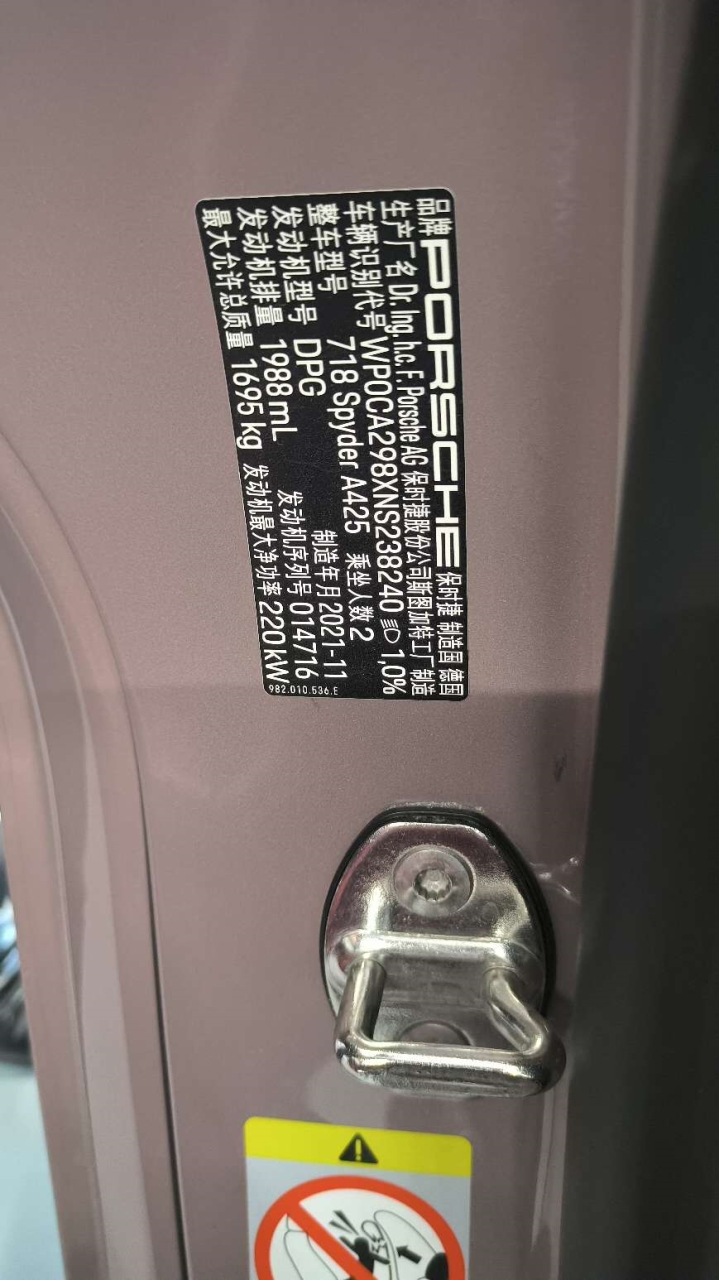 品牌 PORSCHE 保时捷 制造国 德国
生产厂名 Dr. Ing. h.c. F. Porsche AG 保时捷股份公司斯图加特工厂 制造
车辆识别代号 WP0CA298XNS238240 1,0%
整车型号 718 Spyder A425 乘坐人数 2
发动机型号 DPG 制造年月 2021-11
发动机排量 1988 mL 发动机序列号 014716
最大允许总质量 1695 kg 发动机最大净功率 220 kW
982.010.536.E